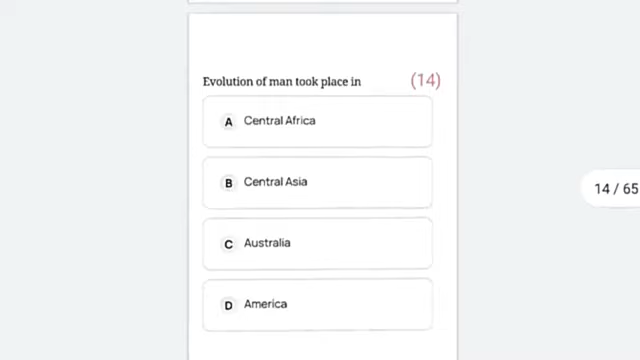 Evolution of man took place in (14)
A Central Africa
B Central Asia
14 / 65
C Australia
D America